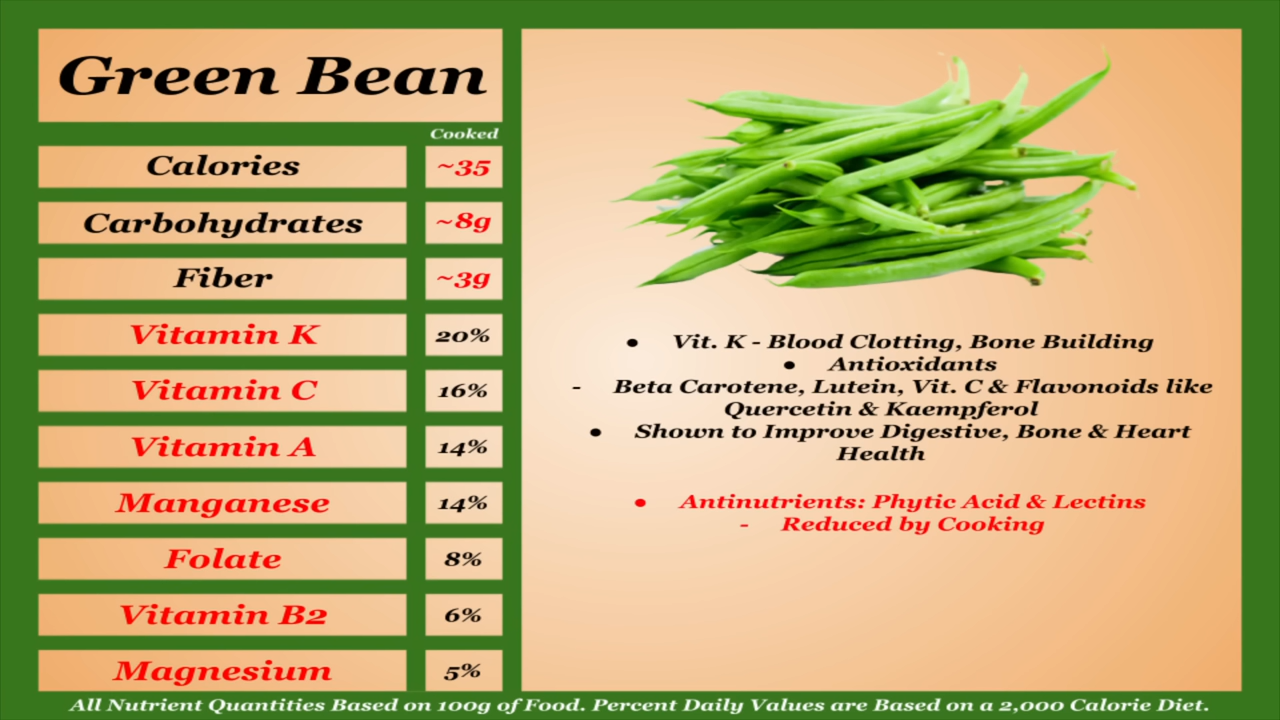 Green Bean
Cooked
Calories ~35
Carbohydrates ~8g
Fiber ~3g
Vitamin K 20%
Vitamin C 16%
Vitamin A 14%
Manganese 14%
Folate 8%
Vitamin B2 6%
Magnesium 5%
● Vit. K - Blood Clotting, Bone Building
● Antioxidants
- Beta Carotene, Lutein, Vit. C & Flavonoids like
Quercetin & Kaempferol
● Shown to Improve Digestive, Bone & Heart
Health
● Antinutrients: Phytic Acid & Lectins
- Reduced by Cooking
All Nutrient Quantities Based on 100g of Food. Percent Daily Values are Based on a 2,000 Calorie Diet.